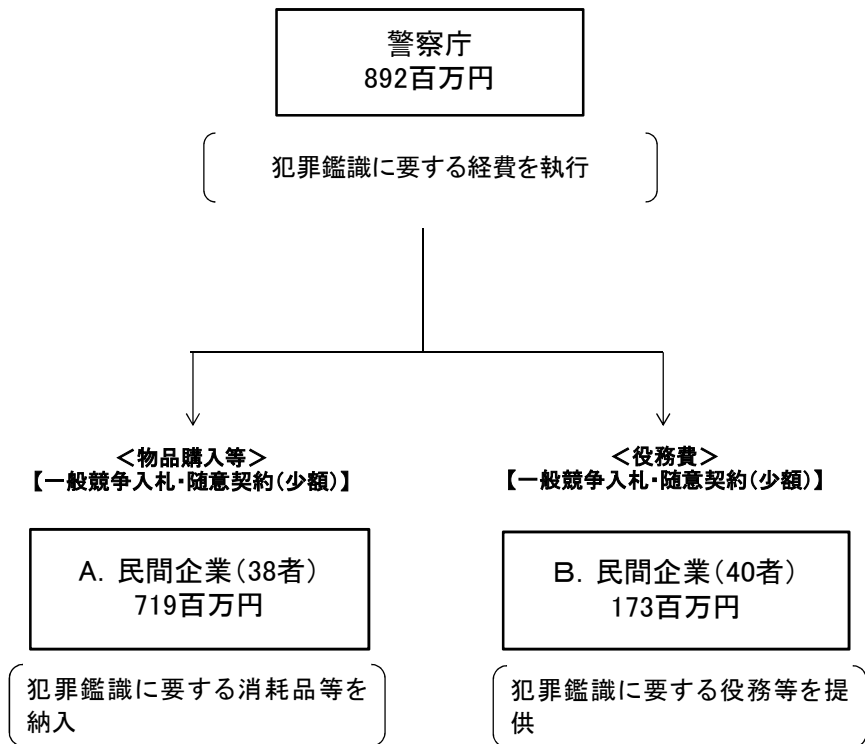 警察庁
892百万円
犯罪鑑識に要する経費を執行
＜物品購入等＞
【一般競争入札・随意契約（少額）】
A．民間企業（38者）
719百万円
犯罪鑑識に要する消耗品等を
納入
＜役務費＞
【一般競争入札・随意契約（少額）】
B．民間企業（40者）
173百万円
犯罪鑑識に要する役務等を提
供